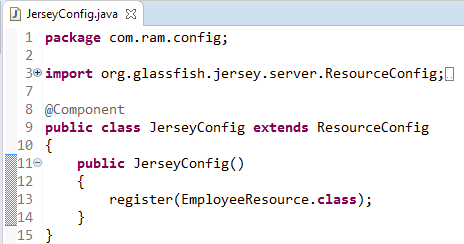 JerseyConfig.java
1 package com.ram.config;
2
3 import org.glassfish.jersey.server.ResourceConfig;
7
8 @Component
9 public class JerseyConfig extends ResourceConfig
10 {
11 public JerseyConfig()
12 {
13 register(EmployeeResource.class);
14 }
15 }